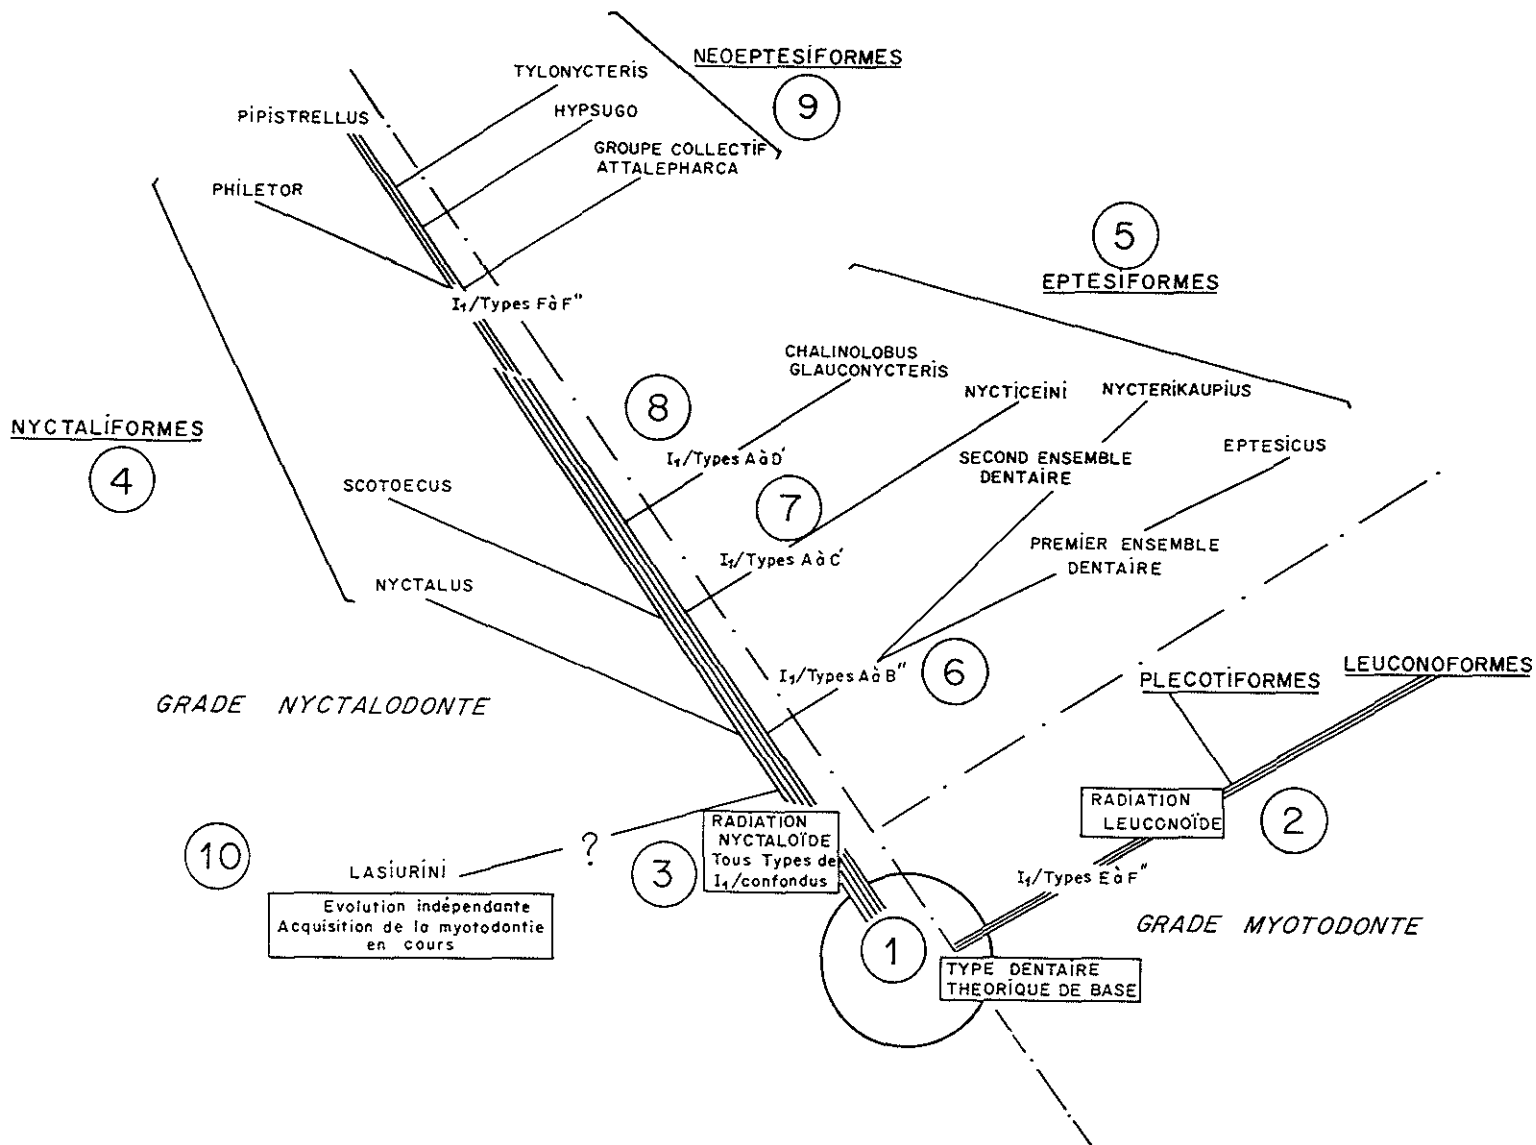 NEOEPTESIFORMES
9
TYLONYCTERIS
HYPSUGO
PIPISTRELLUS
GROUPE COLLECTIF
ATTALEPHARCA
PHILETOR
5
EPTESIFORMES
I₁/Types F à F"
CHALINOLOBUS
GLAUCONYCTERIS
NYCTICEINI
NYCTERIKAUPIUS
8
NYCTALIFORMES
4
I₁/Types A à D'
SECOND ENSEMBLE
DENTAIRE
EPTESICUS
SCOTOECUS
7
I₁/Types A à C'
PREMIER ENSEMBLE
DENTAIRE
NYCTALUS
I₁/Types A à B"
6
PLECOTIFORMES
LEUCONOFORMES
GRADE NYCTALODONTE
RADIATION
LEUCONOÏDE
2
10
LASIURINI
?
3
RADIATION
NYCTALOÏDE
Tous Types de
I₁/confondus
I₁/Types E à F"
Evolution indépendante
Acquisition de la myotodontie
en cours
GRADE MYOTODONTE
1
TYPE DENTAIRE
THEORIQUE DE BASE